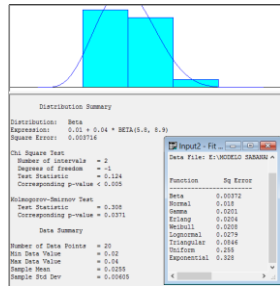 Distribution Summary
Distribution: Beta
Expression: 0.01 + 0.04 * BETA(5.8, 8.9)
Square Error: 0.003716
Chi Square Test
Number of intervals = 2
Degrees of freedom = -1
Test Statistic = 0.124
Corresponding p-value < 0.005
Kolmogorov-Smirnov Test
Test Statistic = 0.308
Corresponding p-value = 0.0371
Data Summary
Number of Data Points = 20
Min Data Value = 0.02
Max Data Value = 0.04
Sample Mean = 0.0255
Sample Std Dev = 0.00605
Input2 - Fit ...
Data File: E:\MODELO SABANA
Function Sq Error
Beta 0.00372
Normal 0.018
Gamma 0.0201
Erlang 0.0204
Weibull 0.0208
Lognormal 0.0279
Triangular 0.0846
Uniform 0.255
Exponential 0.328